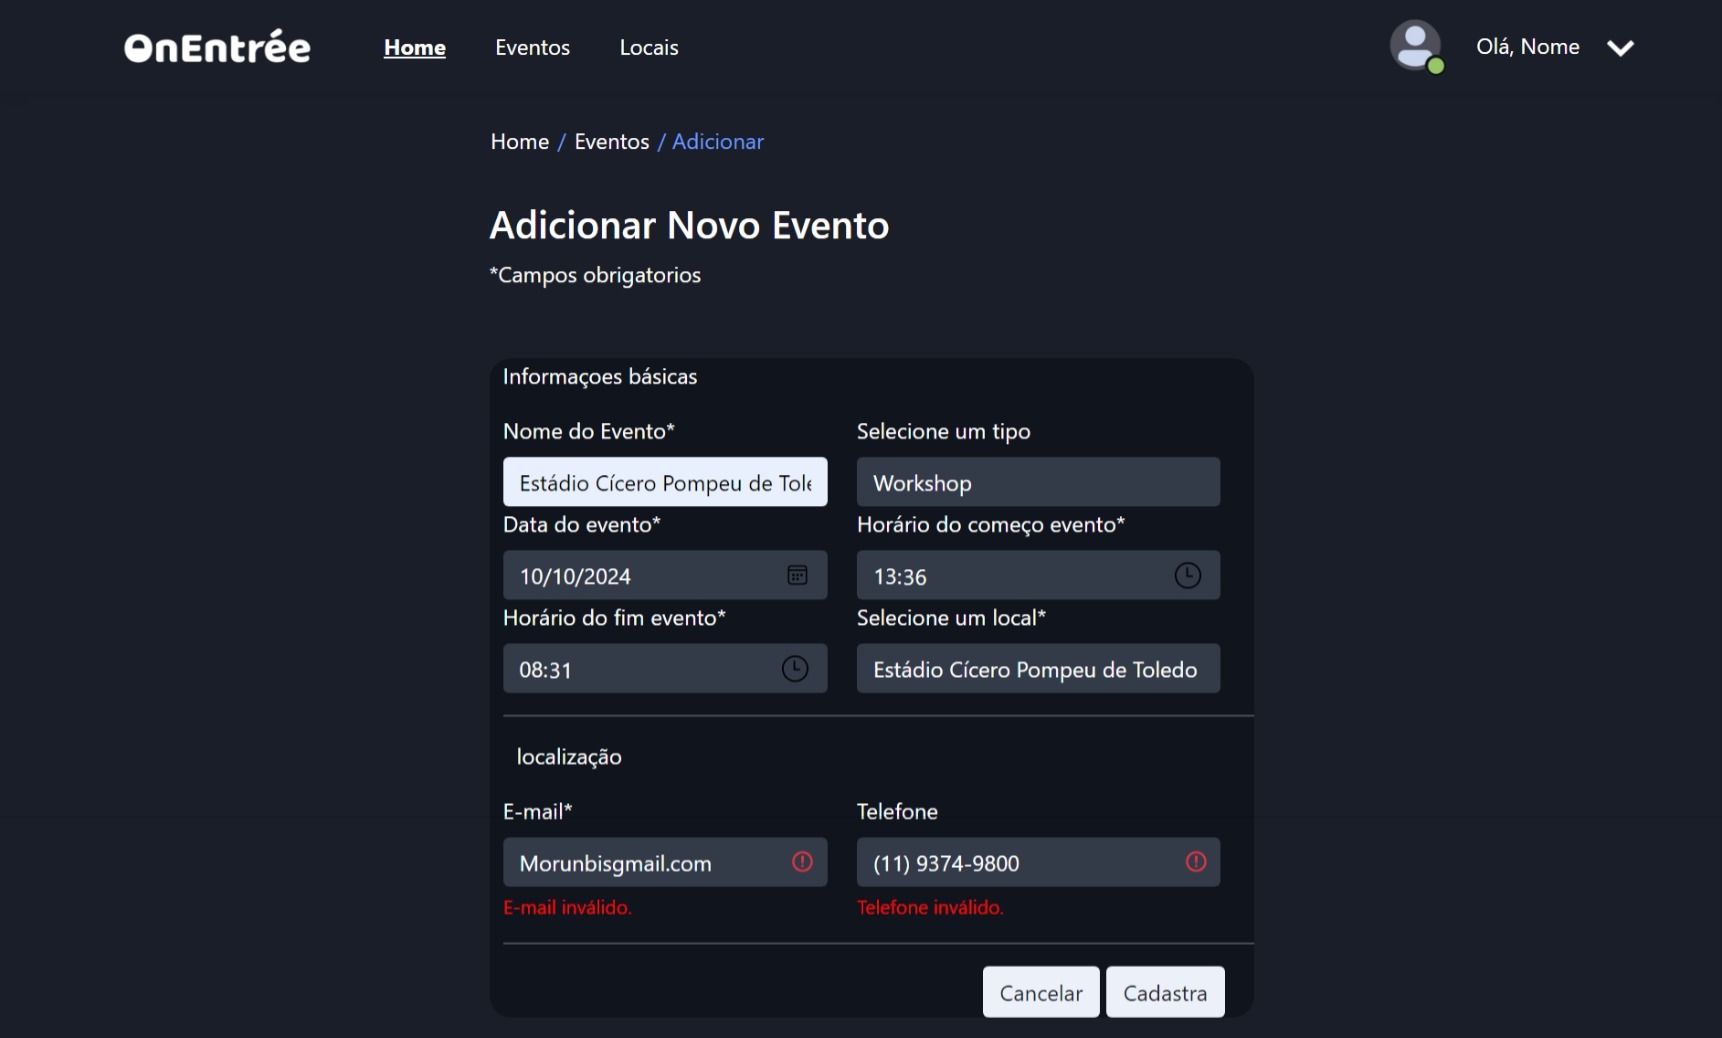 OnEntrée
Home Eventos Locais
Olá, Nome
Home / Eventos / Adicionar
Adicionar Novo Evento
*Campos obrigatorios
Informaçoes básicas
Nome do Evento* Selecione um tipo
Estádio Cícero Pompeu de Tole Workshop
Data do evento* Horário do começo evento*
10/10/2024 13:36
Horário do fim evento* Selecione um local*
08:31 Estádio Cícero Pompeu de Toledo
localização
E-mail* Telefone
Morunbisgmail.com (11) 9374-9800
E-mail inválido. Telefone inválido.
Cancelar Cadastra